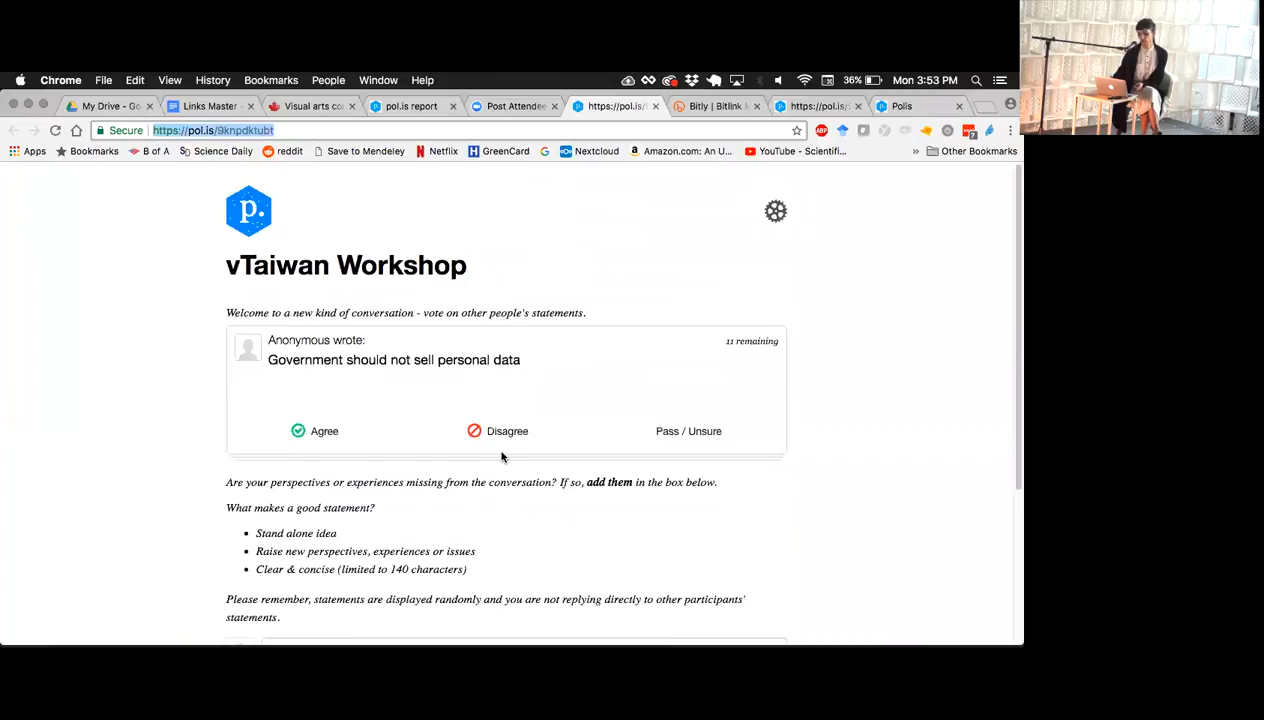 Chrome File Edit View History Bookmarks People Window Help 36% Mon 3:53 PM
My Drive - Go Links Master - Visual arts co pol.is report Post Attendee https://pol.is/ Bitly | Bitlink https://pol.is/ Polis
Secure https://pol.is/9knpdktubt
Apps Bookmarks B of A Science Daily reddit Save to Mendeley Netflix GreenCard Nextcloud Amazon.com: An U... YouTube - Scientifi... » Other Bookmarks
p.
vTaiwan Workshop
Welcome to a new kind of conversation - vote on other people's statements.
Anonymous wrote:
11 remaining
Government should not sell personal data
Agree Disagree Pass / Unsure
Are your perspectives or experiences missing from the conversation? If so, add them in the box below.
What makes a good statement?
• Stand alone idea
• Raise new perspectives, experiences or issues
• Clear & concise (limited to 140 characters)
Please remember, statements are displayed randomly and you are not replying directly to other participants'
statements.